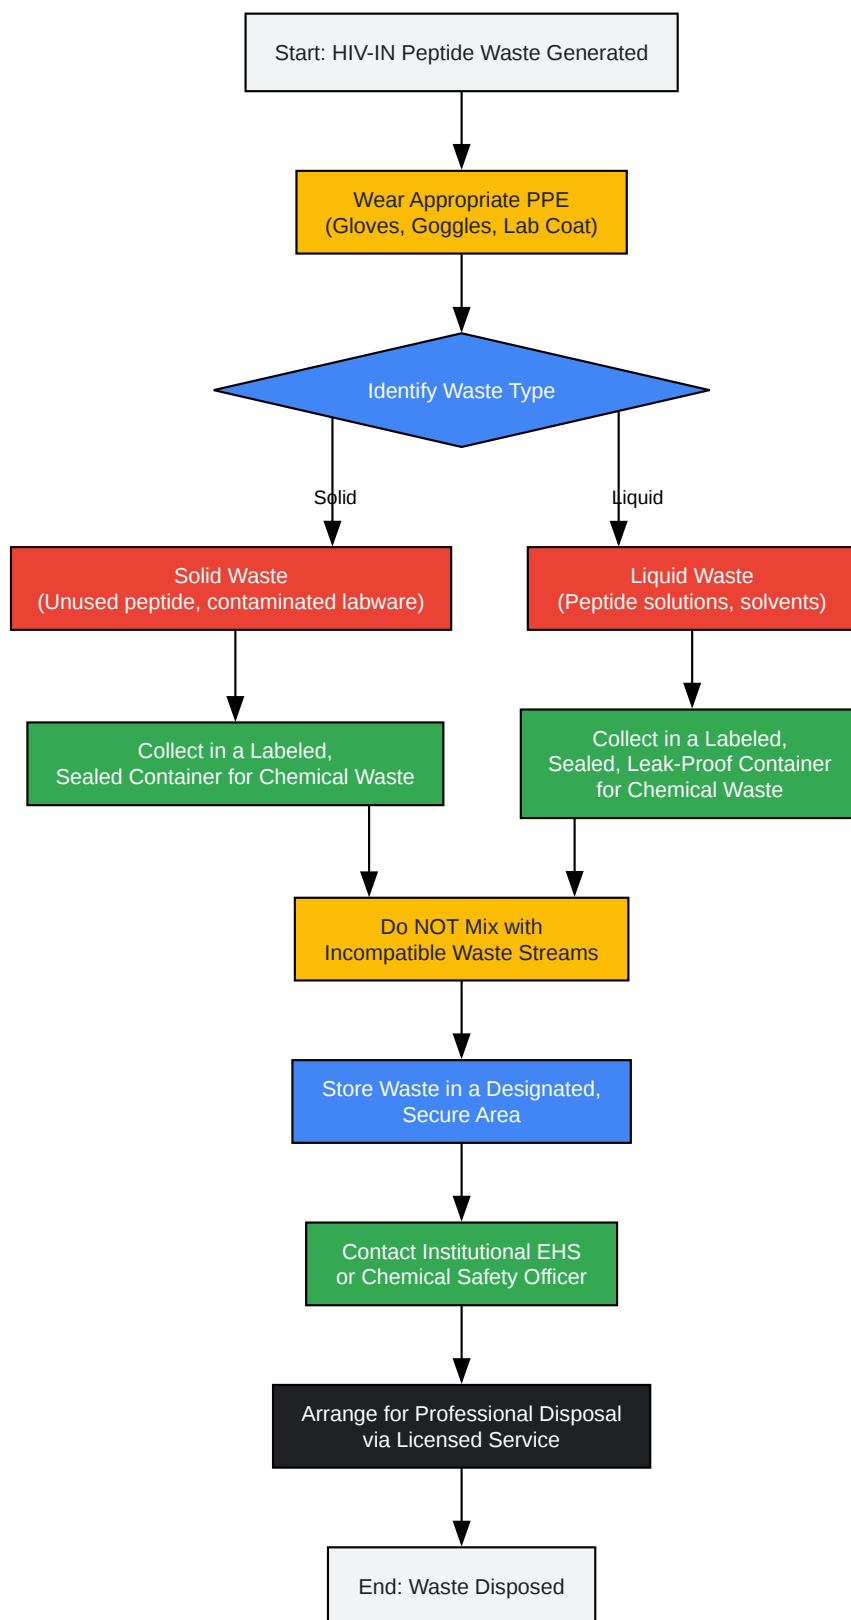 Start: HIV-IN Peptide Waste Generated
Wear Appropriate PPE
(Gloves, Goggles, Lab Coat)
Identify Waste Type
Solid
Liquid
Solid Waste
(Unused peptide, contaminated labware)
Liquid Waste
(Peptide solutions, solvents)
Collect in a Labeled,
Sealed Container for Chemical Waste
Collect in a Labeled,
Sealed, Leak-Proof Container
for Chemical Waste
Do NOT Mix with
Incompatible Waste Streams
Store Waste in a Designated,
Secure Area
Contact Institutional EHS
or Chemical Safety Officer
Arrange for Professional Disposal
via Licensed Service
End: Waste Disposed